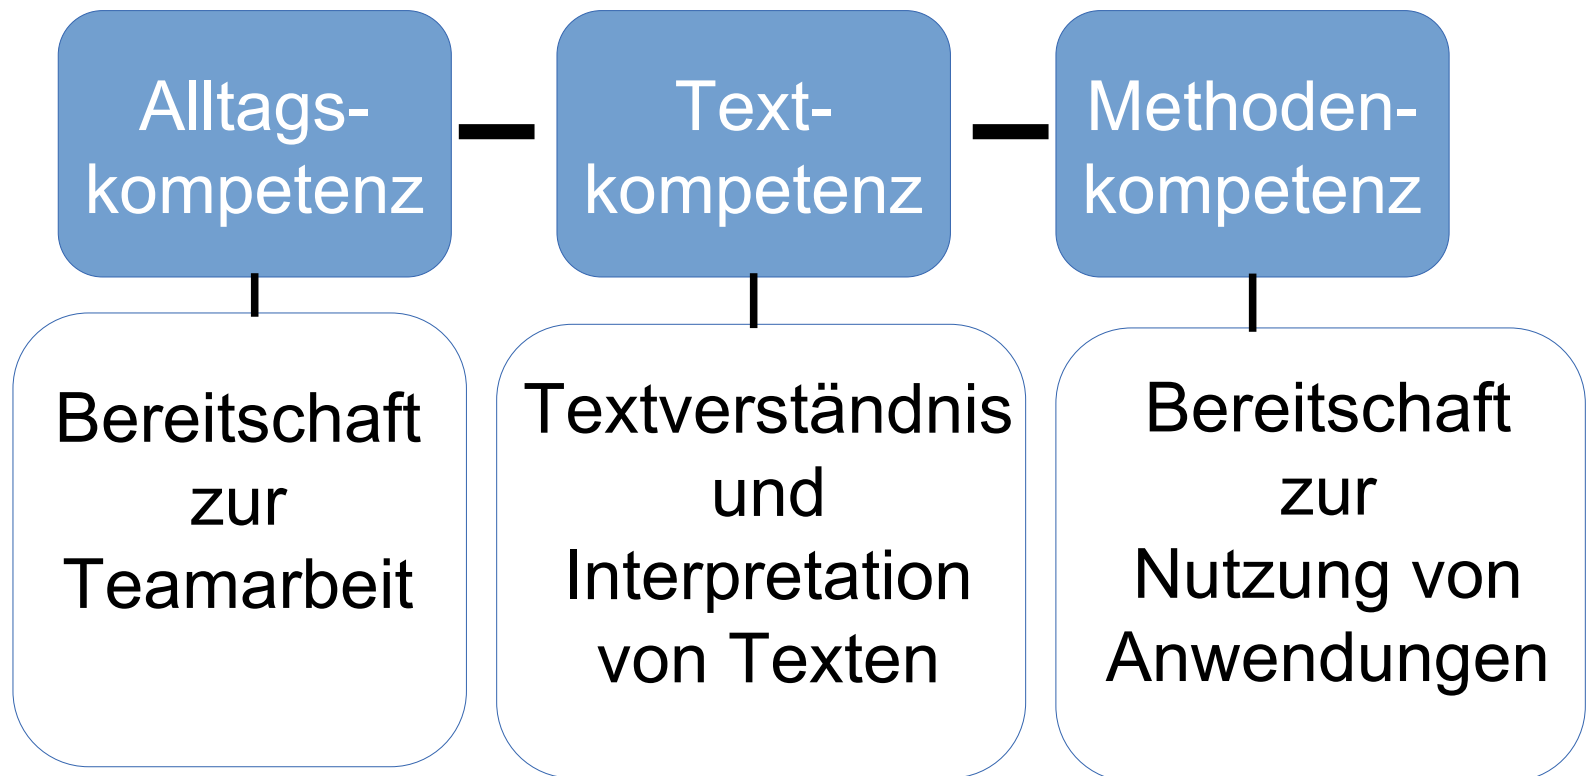 Alltags-
kompetenz
Text-
kompetenz
Methoden-
kompetenz
Bereitschaft
zur
Teamarbeit
Textverständnis
und
Interpretation
von Texten
Bereitschaft
zur
Nutzung von
Anwendungen